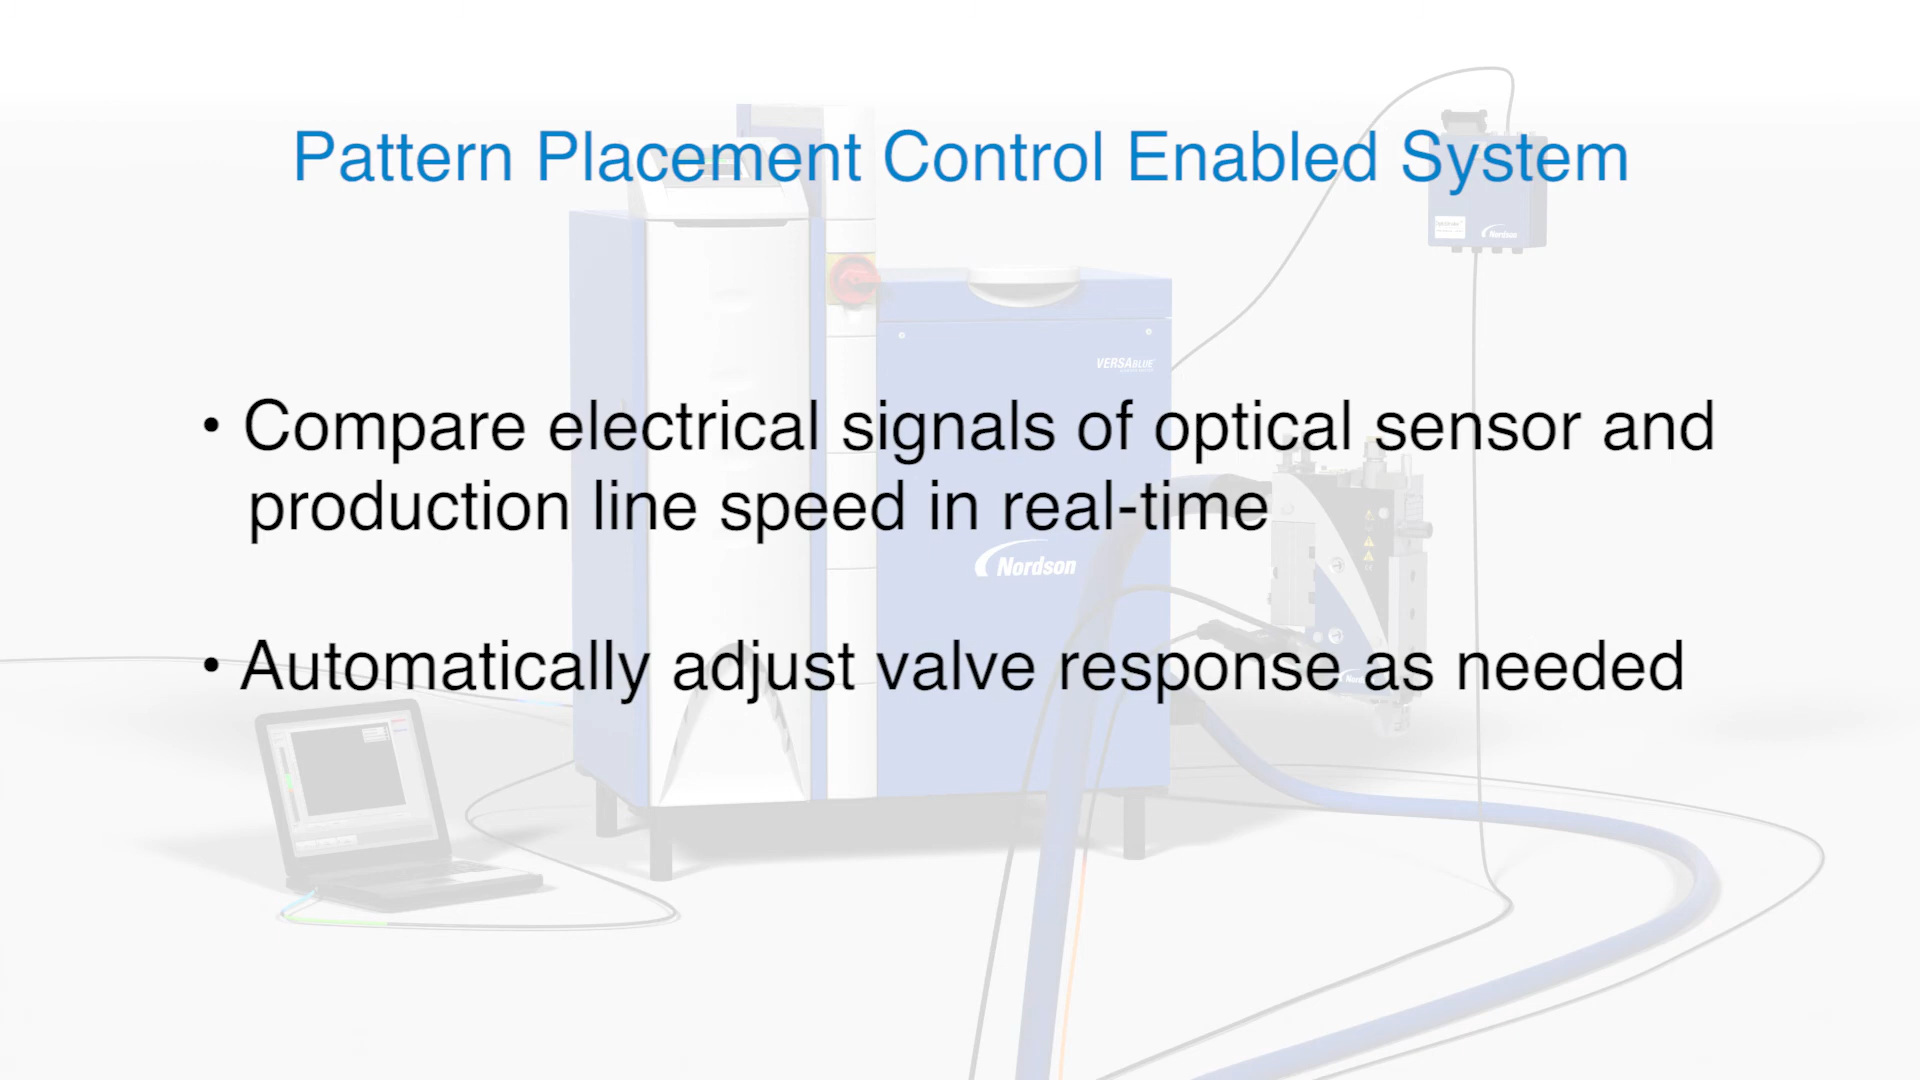 Pattern Placement Control Enabled System
Nordson
VERSABLUE
• Compare electrical signals of optical sensor and
production line speed in real-time
Nordson
• Automatically adjust valve response as needed